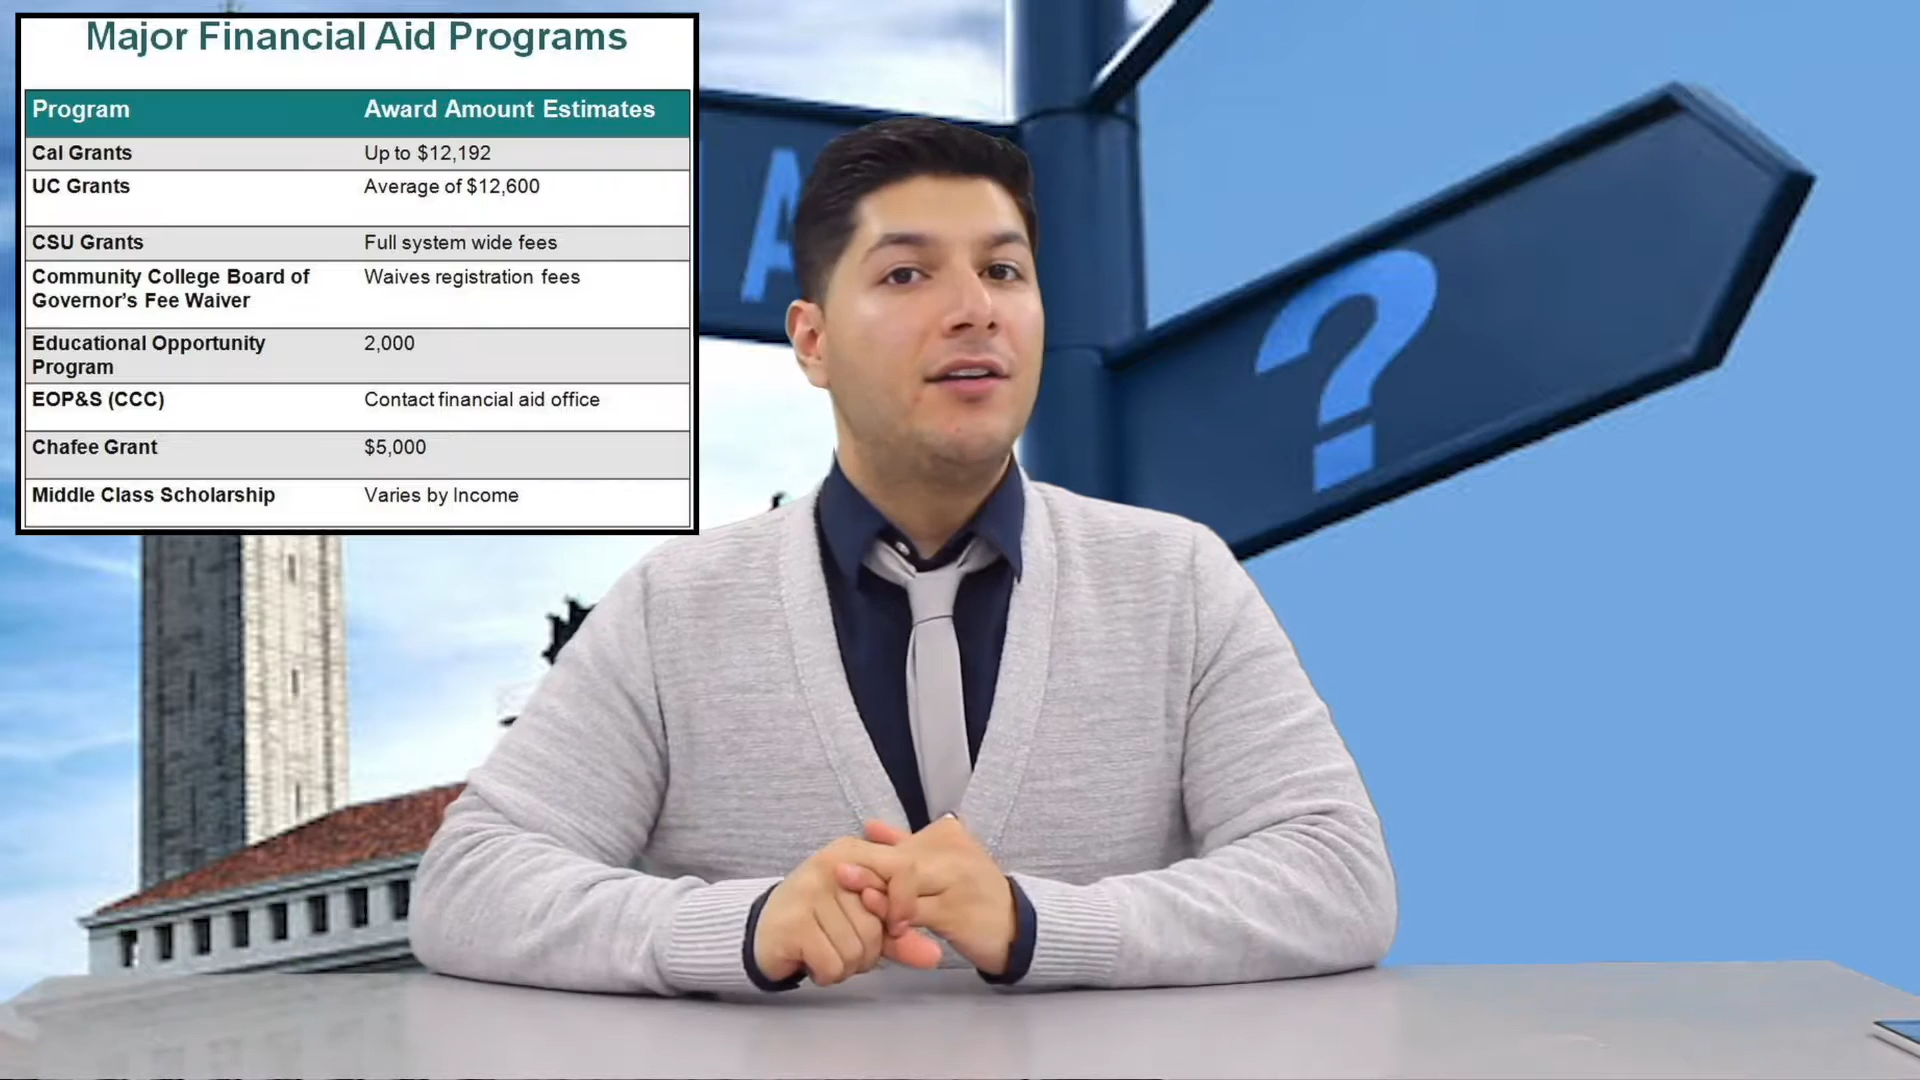 Major Financial Aid Programs
Program Award Amount Estimates
Cal Grants Up to $12,192
UC Grants Average of $12,600
CSU Grants Full system wide fees
Community College Board of Waives registration fees
Governor's Fee Waiver
Educational Opportunity 2,000
Program
EOP&S (CCC) Contact financial aid office
Chafee Grant $5,000
Middle Class Scholarship Varies by Income
A
?